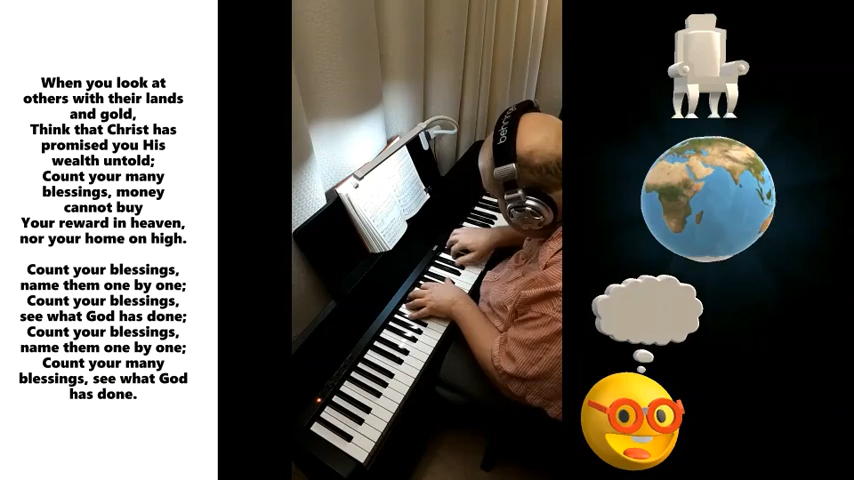 When you look at
others with their lands
and gold,
Think that Christ has
promised you His
wealth untold;
Count your many
blessings, money
cannot buy
Your reward in heaven,
nor your home on high.
Count your blessings,
name them one by one;
Count your blessings,
see what God has done;
Count your blessings,
name them one by one;
Count your many
blessings, see what God
has done.
behringer